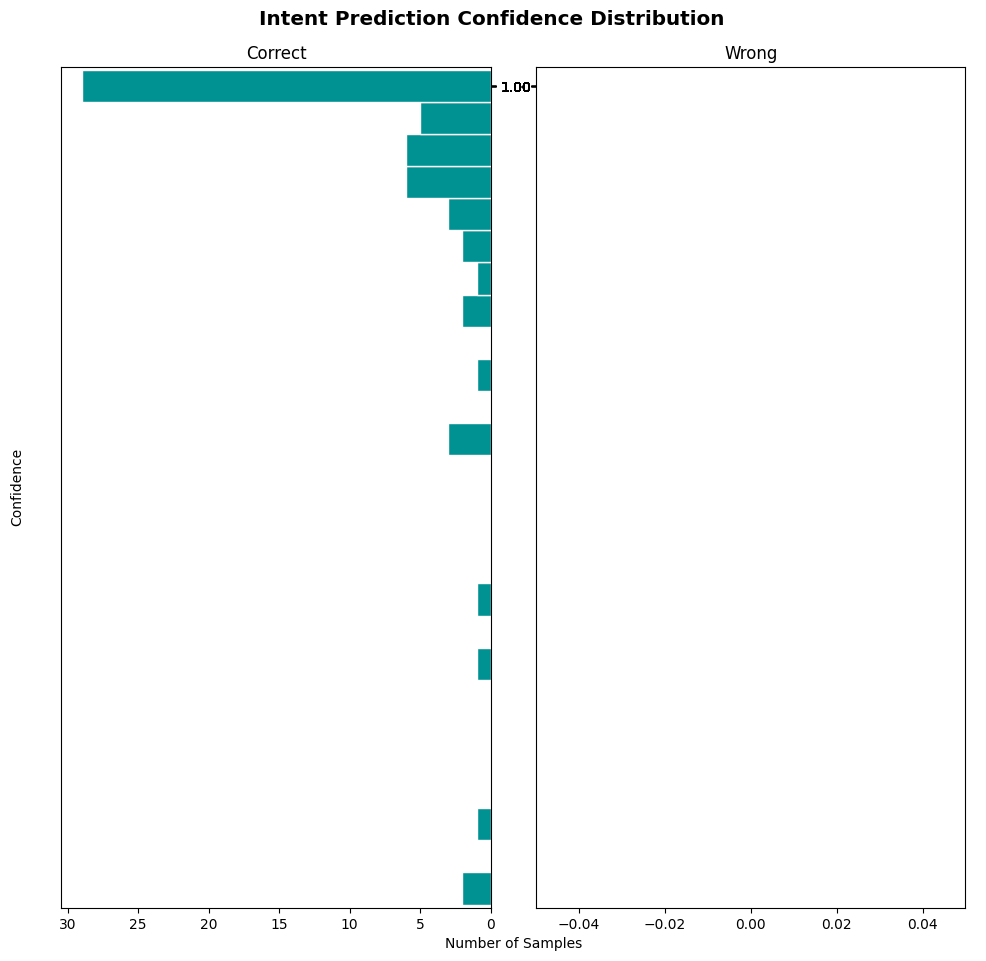 Intent Prediction Confidence Distribution
Correct
Wrong
1.00
Confidence
30 25 20 15 10 5 0
−0.04 −0.02 0.00 0.02 0.04
Number of Samples